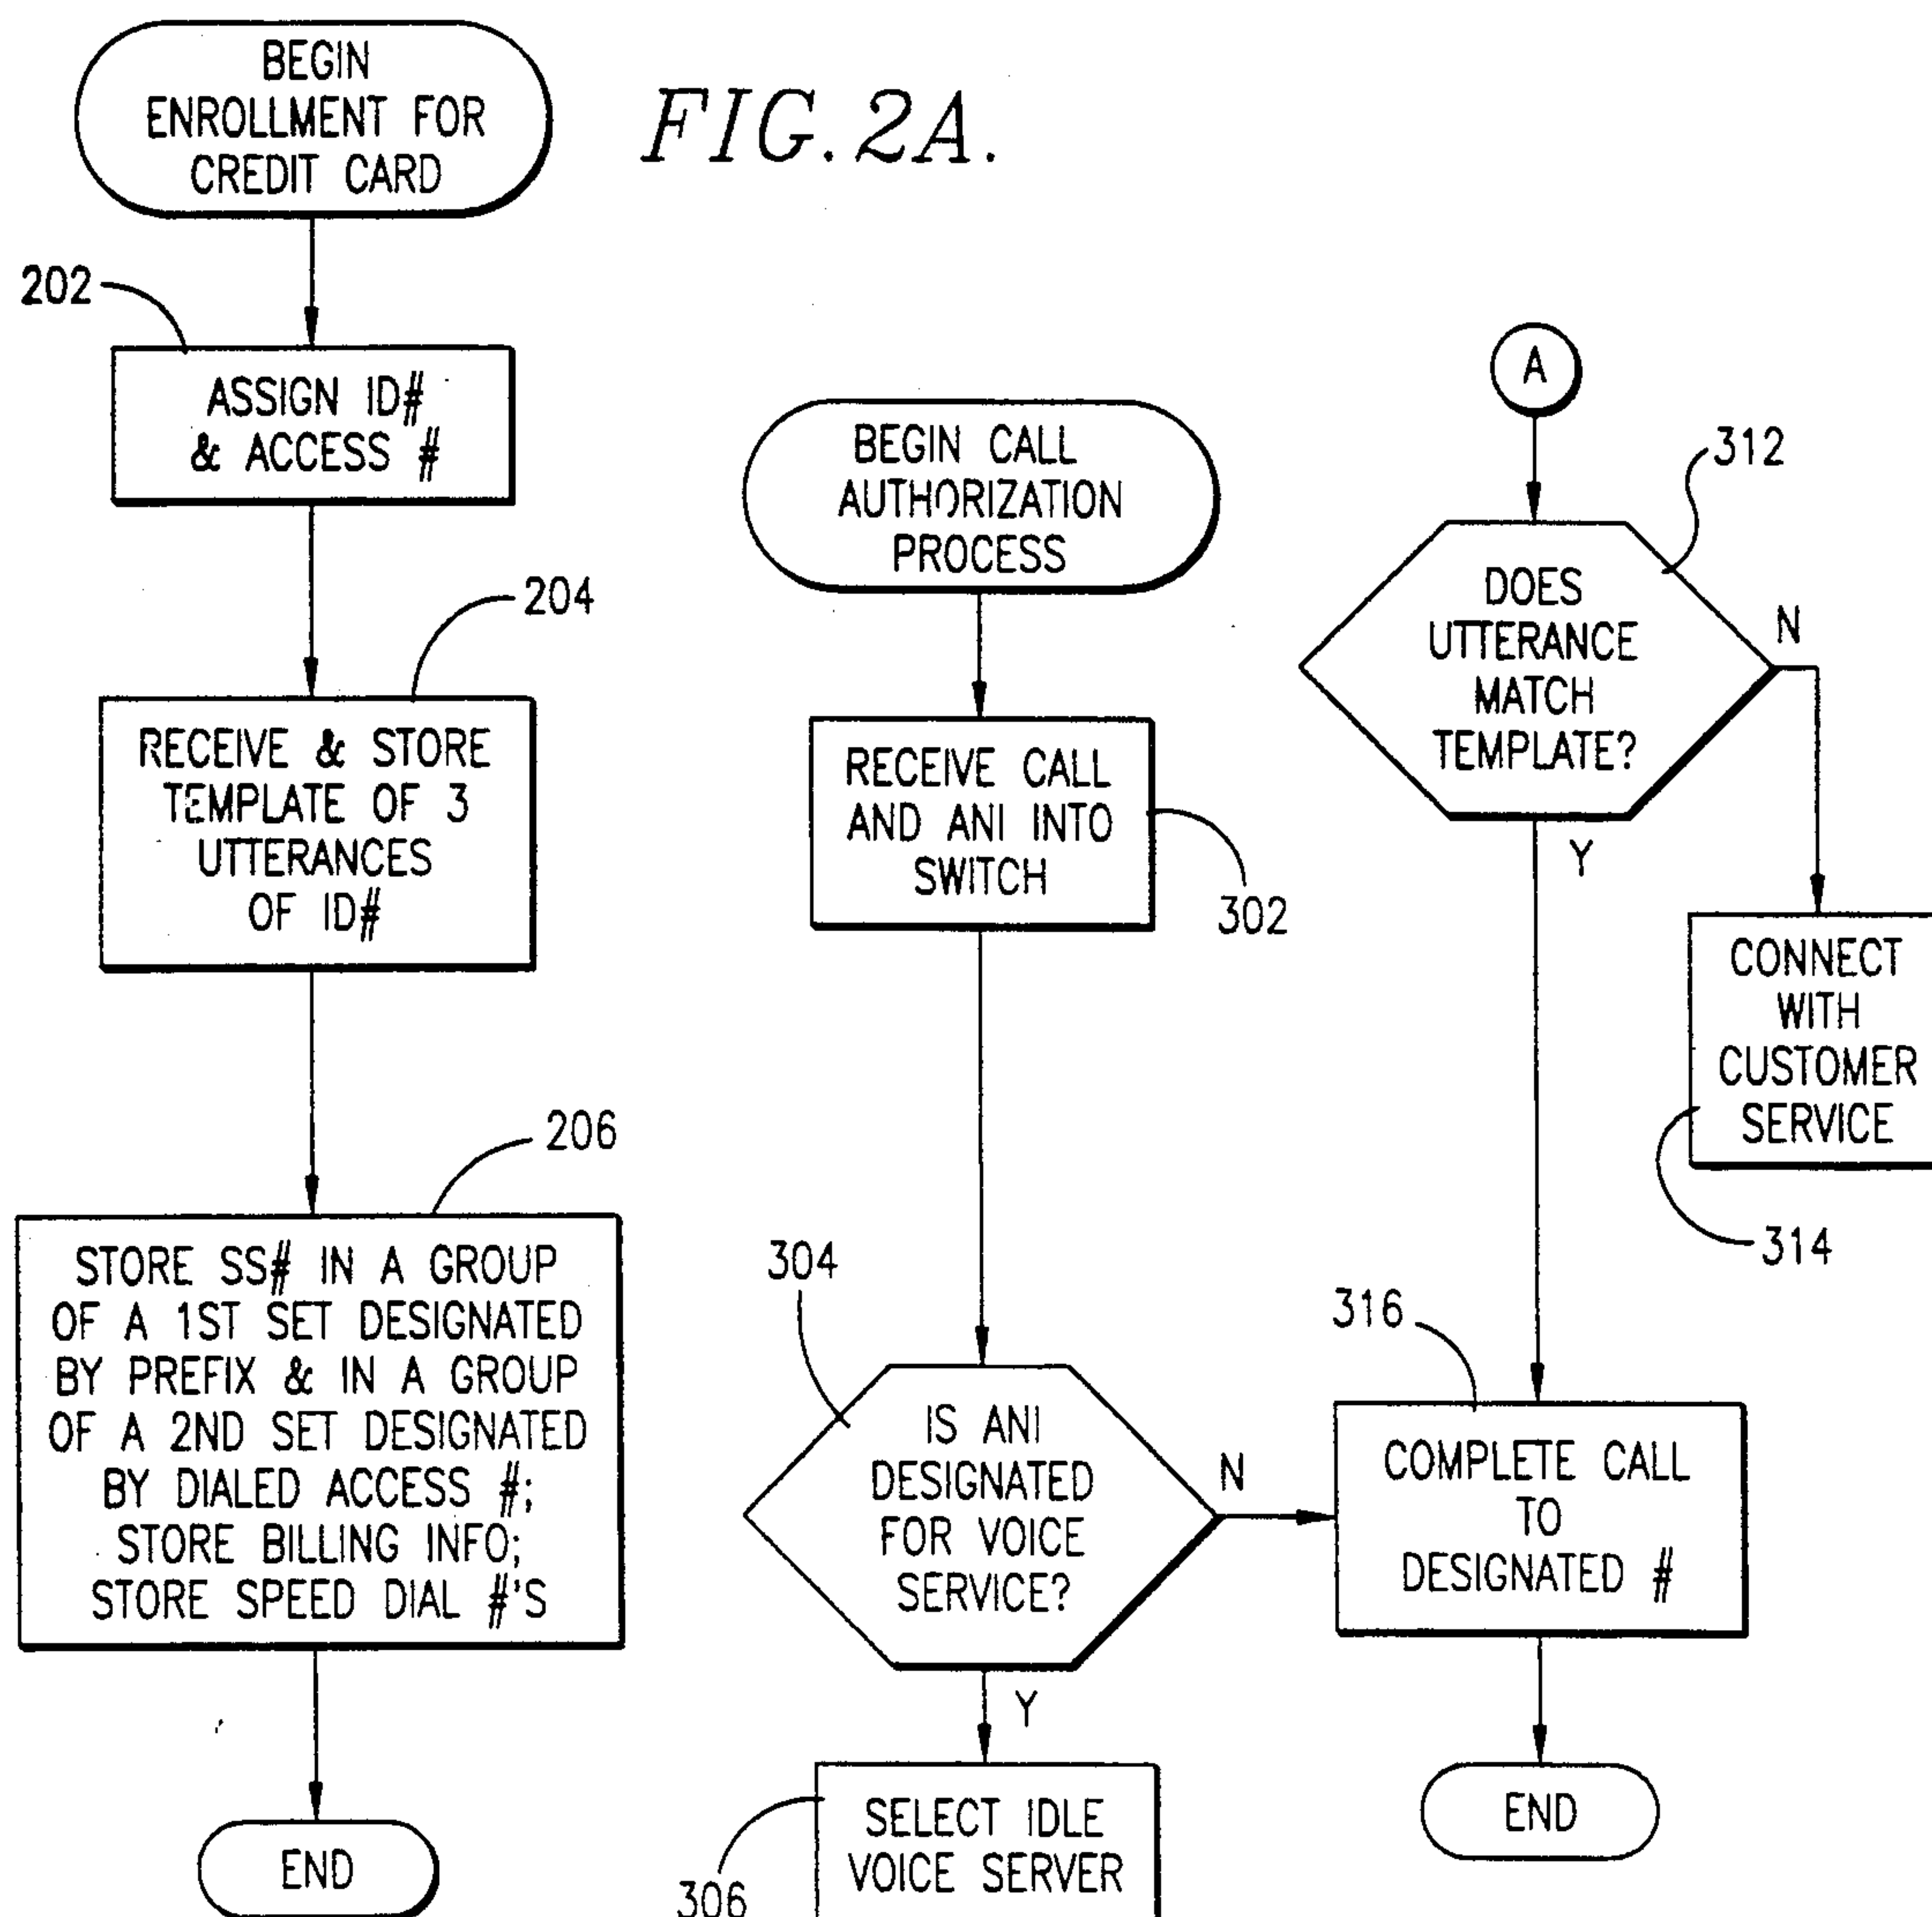 FIG. 2A.
BEGIN
ENROLLMENT FOR
CREDIT CARD
202
ASSIGN ID#
& ACCESS #
204
RECEIVE & STORE
TEMPLATE OF 3
UTTERANCES
OF ID#
206
STORE SS# IN A GROUP
OF A 1ST SET DESIGNATED
BY PREFIX & IN A GROUP
OF A 2ND SET DESIGNATED
BY DIALED ACCESS #;
STORE BILLING INFO;
STORE SPEED DIAL #'S
END
BEGIN CALL
AUTHORIZATION
PROCESS
RECEIVE CALL
AND ANI INTO
SWITCH
302
304
IS ANI
DESIGNATED
FOR VOICE
SERVICE?
N
Y
SELECT IDLE
VOICE SERVER
306
A
312
DOES
UTTERANCE
MATCH
TEMPLATE?
N
Y
CONNECT
WITH
CUSTOMER
SERVICE
314
316
COMPLETE CALL
TO
DESIGNATED #
END